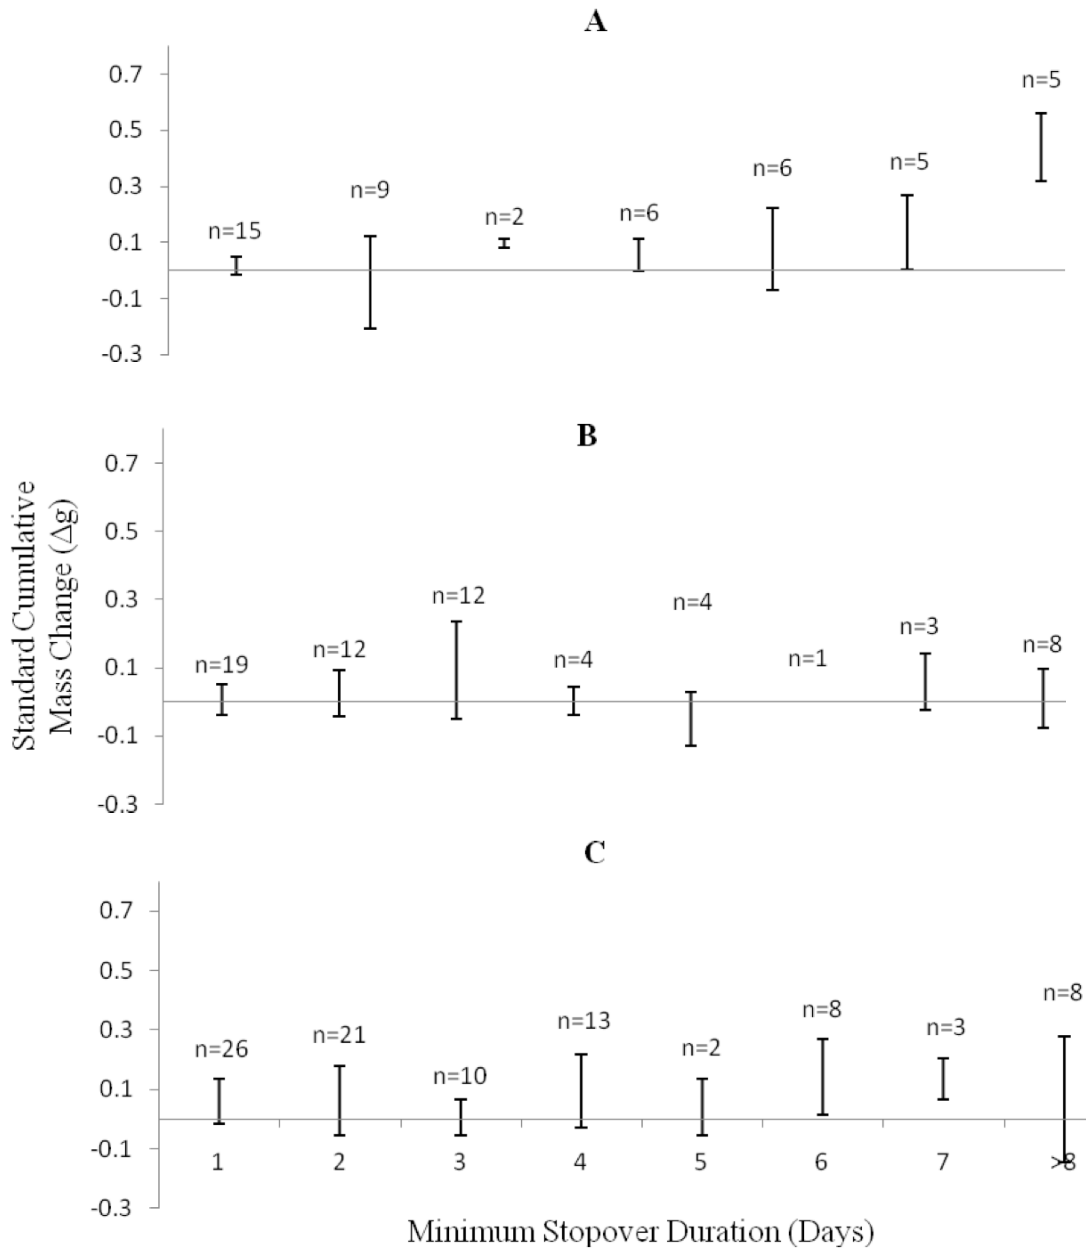 A
0.7
0.5
0.3
0.1
-0.1
-0.3
n=15
n=9
n=2
n=6
n=6
n=5
n=5
B
0.7
0.5
0.3
0.1
-0.1
-0.3
n=19
n=12
n=12
n=4
n=4
n=1
n=3
n=8
Standard Cumulative
Mass Change (Δg)
C
0.7
0.5
0.3
0.1
-0.1
-0.3
n=26
n=21
n=10
n=13
n=2
n=8
n=3
n=8
1 2 3 4 5 6 7 >8
Minimum Stopover Duration (Days)